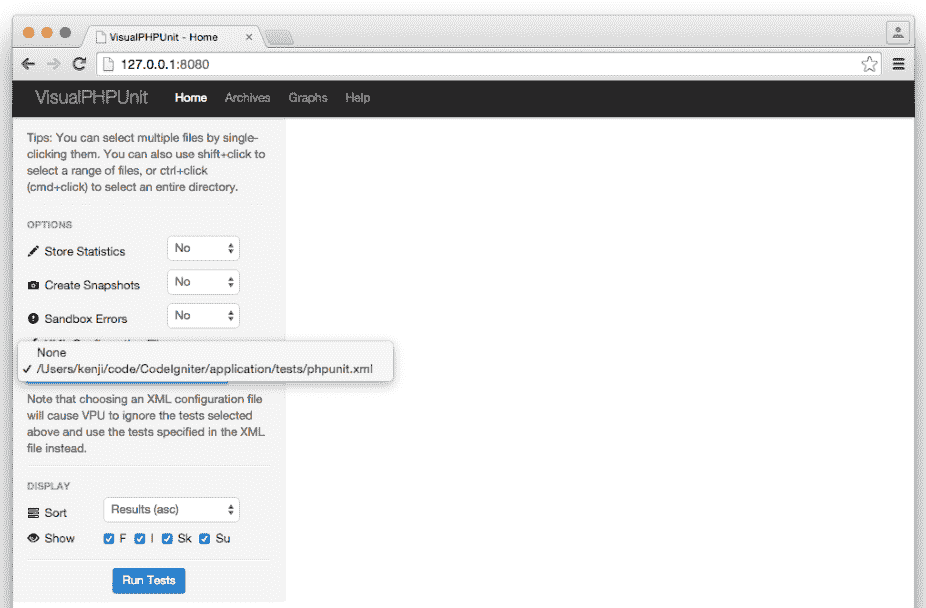 VisualPHPUnit - Home
127.0.0.1:8080
VisualPHPUnit Home Archives Graphs Help
Tips: You can select multiple files by single-
clicking them. You can also use shift+click to
select a range of files, or ctrl+click
(cmd+click) to select an entire directory.
OPTIONS
Store Statistics No
Create Snapshots No
Sandbox Errors No
None
✓ /Users/kenji/code/CodeIgniter/application/tests/phpunit.xml
Note that choosing an XML configuration file
will cause VPU to ignore the tests selected
above and use the tests specified in the XML
file instead.
DISPLAY
Sort Results (asc)
Show F I Sk Su
Run Tests